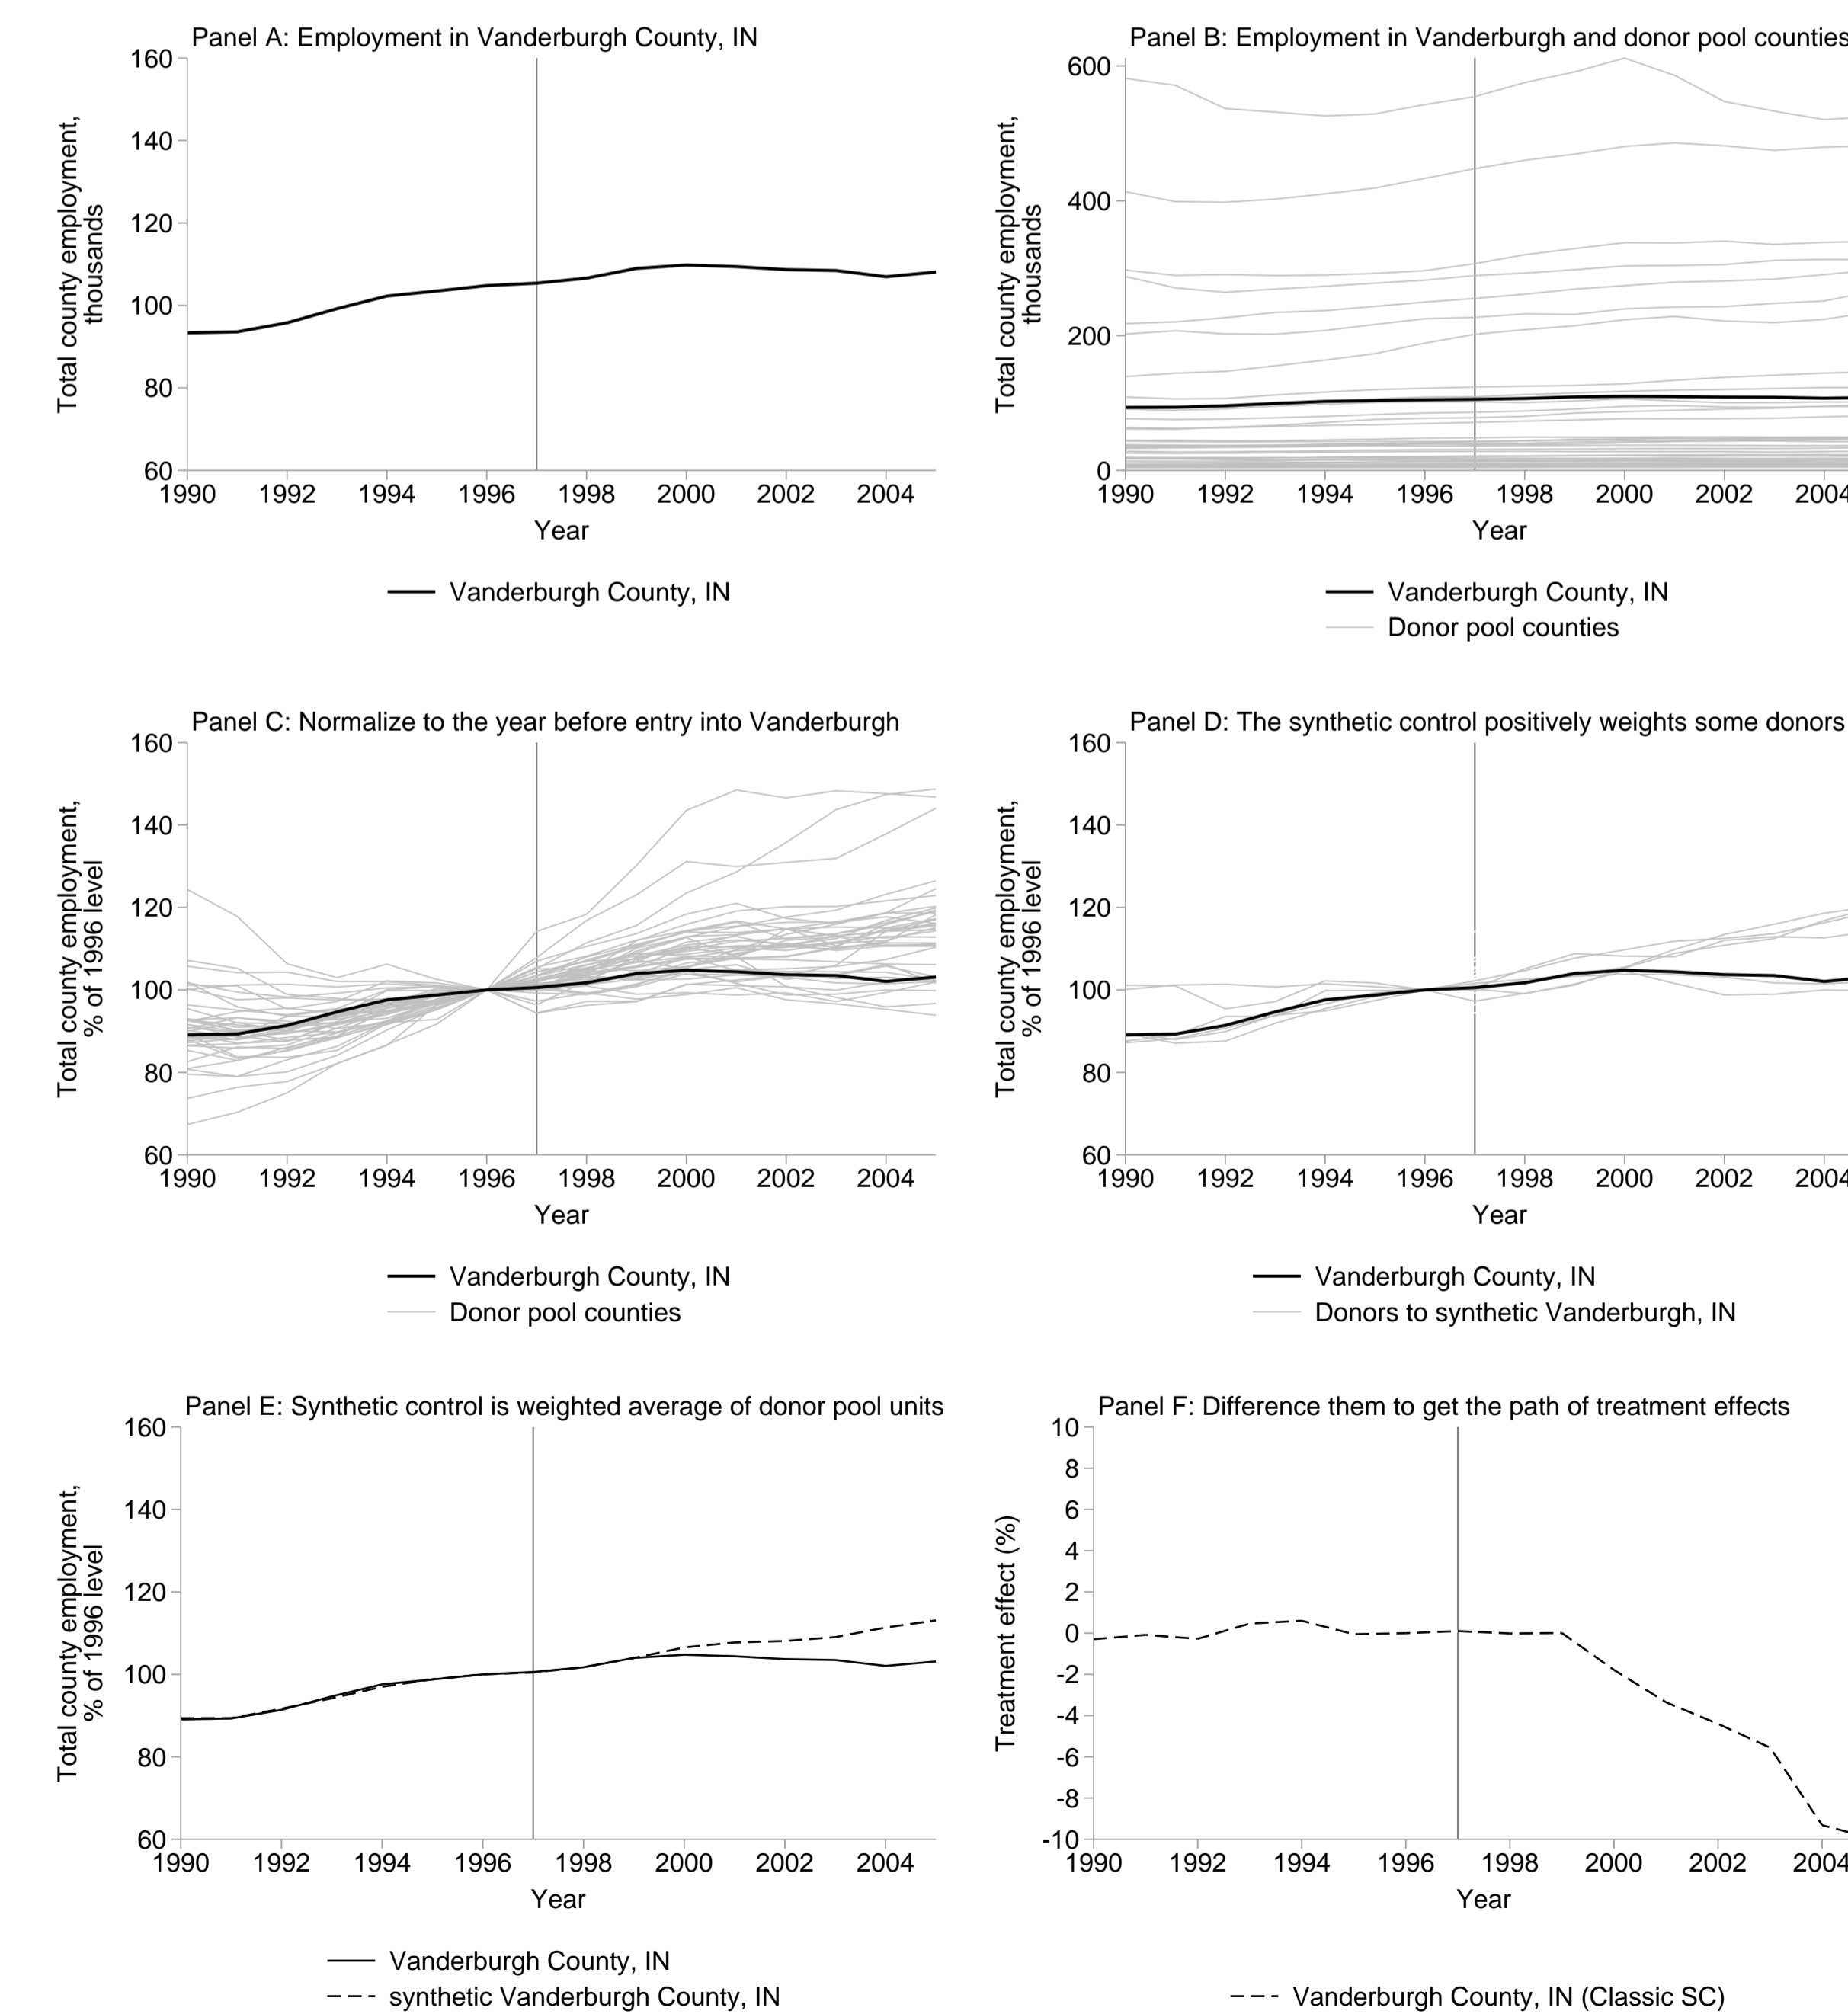 Panel A: Employment in Vanderburgh County, IN
Total county employment,
thousands
160
140
120
100
80
60
1990 1992 1994 1996 1998 2000 2002 2004
Year
Vanderburgh County, IN
Panel B: Employment in Vanderburgh and donor pool counties
Total county employment,
thousands
600
400
200
0
1990 1992 1994 1996 1998 2000 2002 2004
Year
Vanderburgh County, IN
Donor pool counties
Panel C: Normalize to the year before entry into Vanderburgh
Total county employment,
% of 1996 level
160
140
120
100
80
60
1990 1992 1994 1996 1998 2000 2002 2004
Year
Vanderburgh County, IN
Donor pool counties
Panel D: The synthetic control positively weights some donors
Total county employment,
% of 1996 level
160
140
120
100
80
60
1990 1992 1994 1996 1998 2000 2002 2004
Year
Vanderburgh County, IN
Donors to synthetic Vanderburgh, IN
Panel E: Synthetic control is weighted average of donor pool units
Total county employment,
% of 1996 level
160
140
120
100
80
60
1990 1992 1994 1996 1998 2000 2002 2004
Year
Vanderburgh County, IN
synthetic Vanderburgh County, IN
Panel F: Difference them to get the path of treatment effects
Treatment effect (%)
10
8
6
4
2
0
-2
-4
-6
-8
-10
1990 1992 1994 1996 1998 2000 2002 2004
Year
Vanderburgh County, IN (Classic SC)